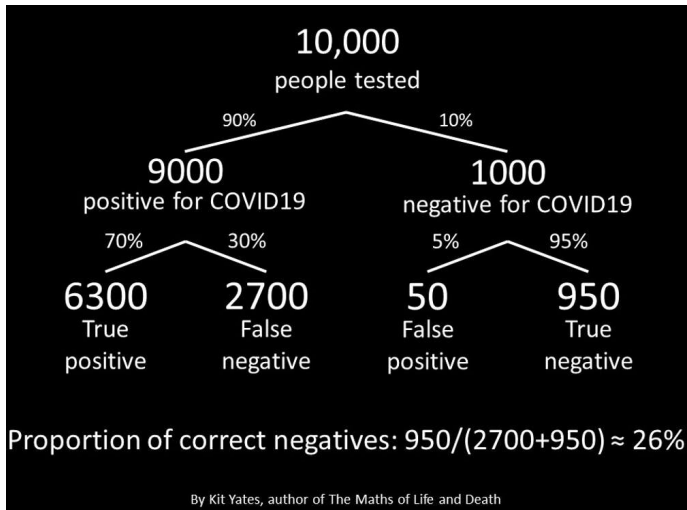 10,000
people tested
90% 10%
9000 1000
positive for COVID19 negative for COVID19
70% 30% 5% 95%
6300 2700 50 950
True False False True
positive negative positive negative
Proportion of correct negatives: 950/(2700+950) ≈ 26%
By Kit Yates, author of The Maths of Life and Death